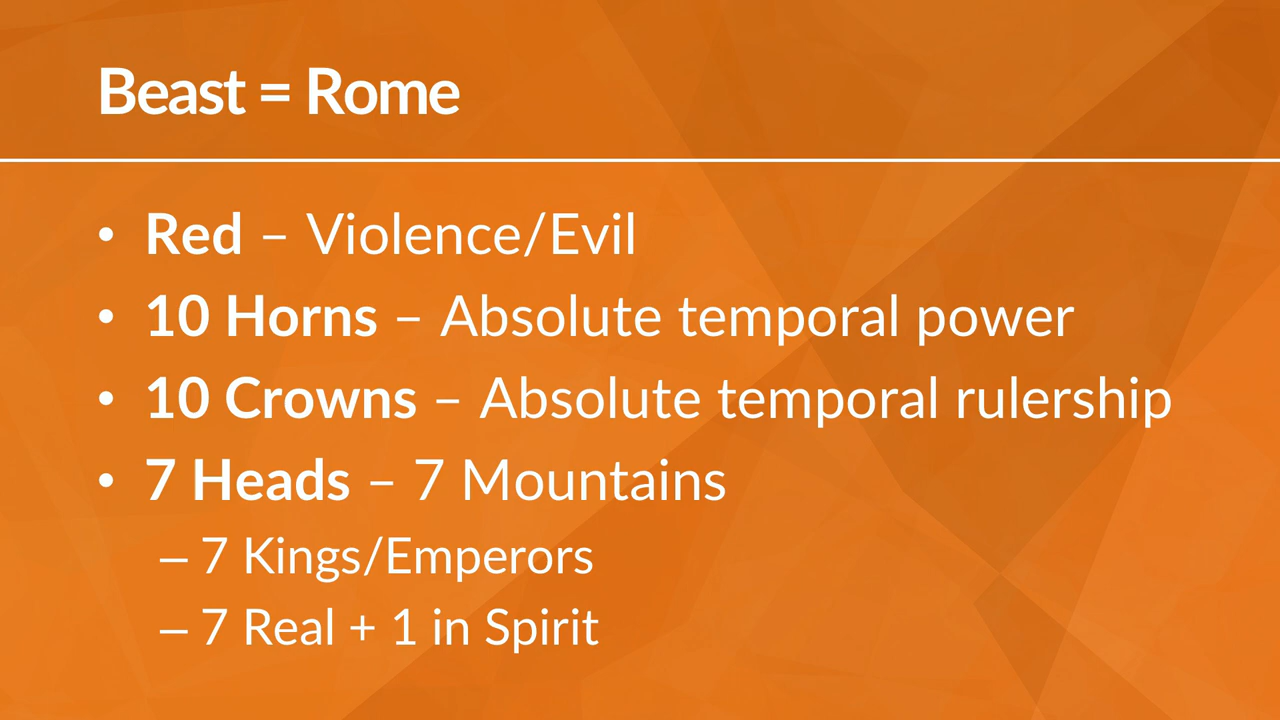 Beast = Rome
• Red – Violence/Evil
• 10 Horns – Absolute temporal power
• 10 Crowns – Absolute temporal rulership
• 7 Heads – 7 Mountains
– 7 Kings/Emperors
– 7 Real + 1 in Spirit